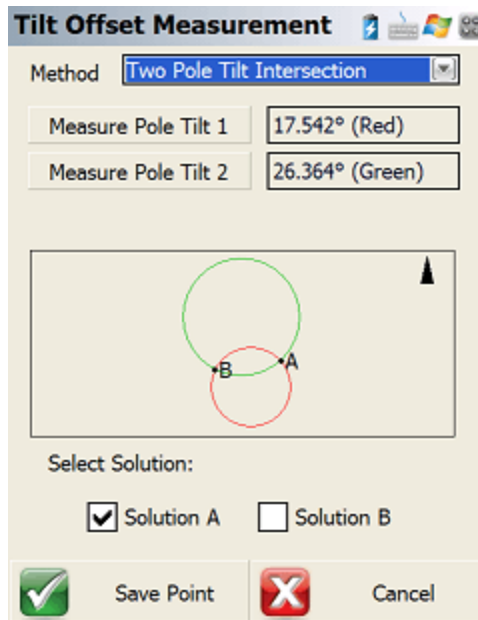 Tilt Offset Measurement
Method Two Pole Tilt Intersection
Measure Pole Tilt 1 17.542° (Red)
Measure Pole Tilt 2 26.364° (Green)
A
B
Select Solution:
Solution A Solution B
Save Point Cancel